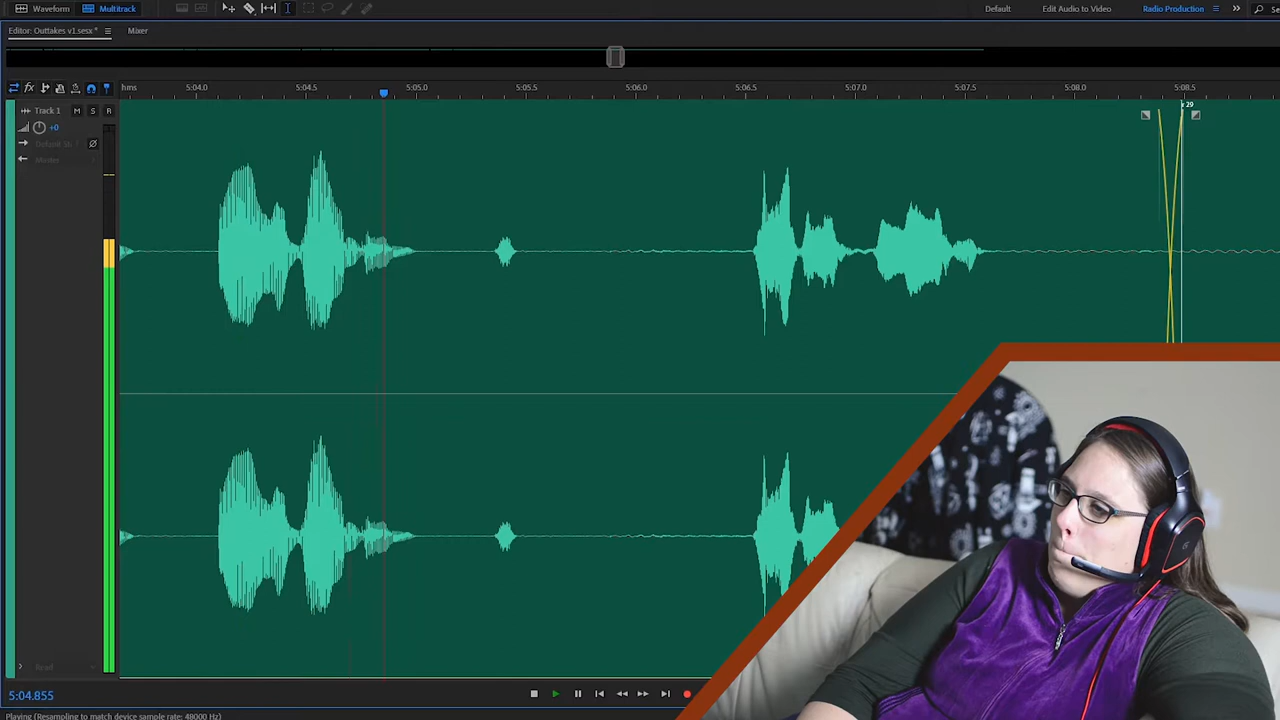 Waveform Multitrack Default Edit Audio to Video Radio Production
Editor: Outtakes v1.sesx * Mixer
hms 5:04.0 5:04.5 5:05.0 5:05.5 5:06.0 5:06.5 5:07.0 5:07.5 5:08.0 5:08.5
Track 1 M S R
+0
Master
Read
5:04.855
Playing (Resampling to match device sample rate: 48000 Hz)